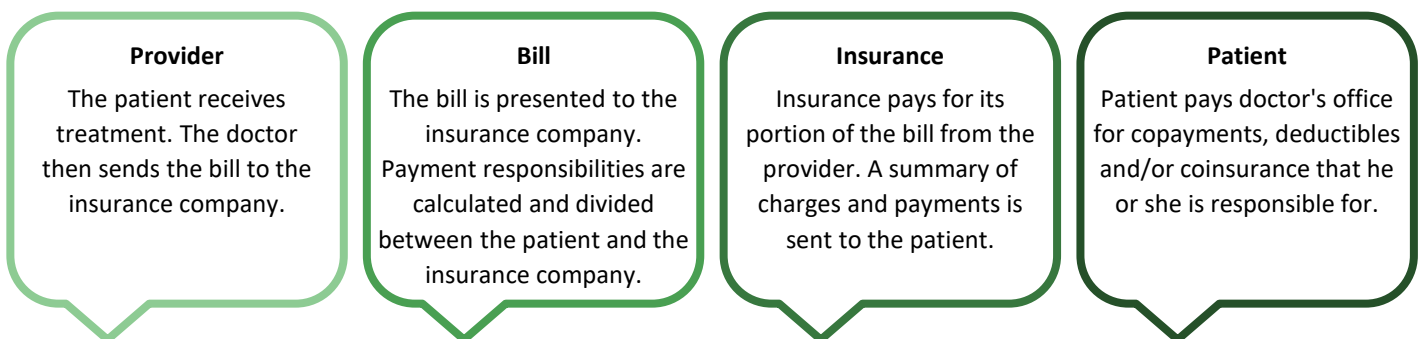 Provider
The patient receives
treatment. The doctor
then sends the bill to the
insurance company.
Bill
The bill is presented to the
insurance company.
Payment responsibilities are
calculated and divided
between the patient and the
insurance company.
Insurance
Insurance pays for its
portion of the bill from the
provider. A summary of
charges and payments is
sent to the patient.
Patient
Patient pays doctor's office
for copayments, deductibles
and/or coinsurance that he
or she is responsible for.